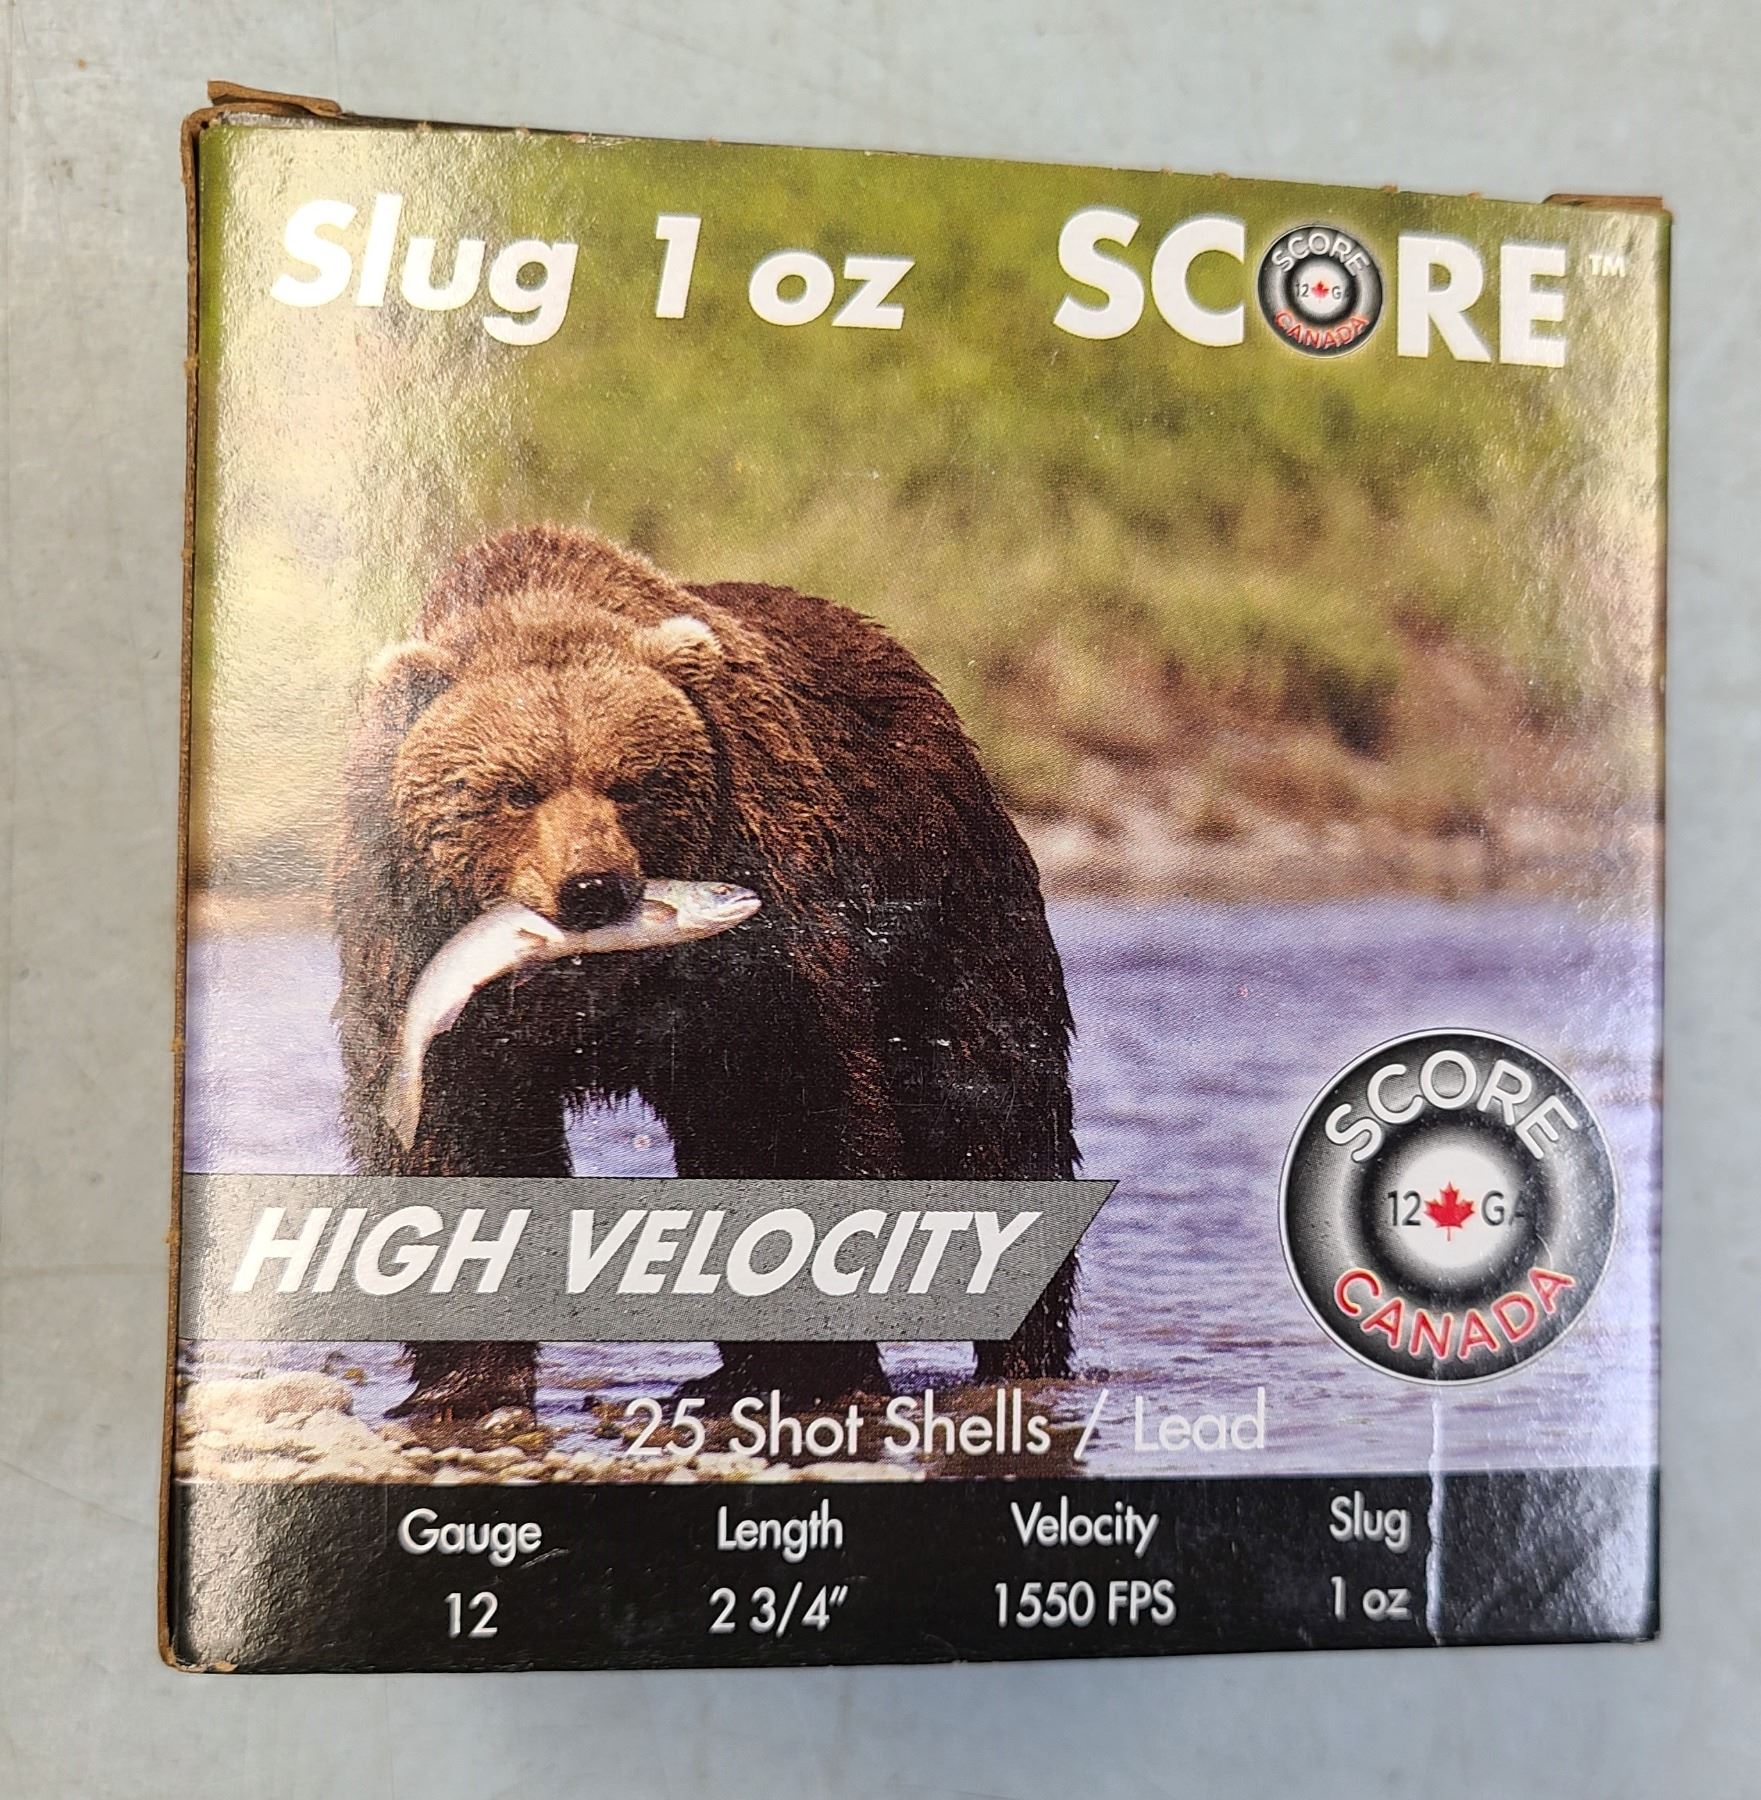 Slug 1 oz SCORE™
SCORE
12 GA
CANADA
SCORE
12 GA
CANADA
HIGH VELOCITY
25 Shot Shells / Lead
Gauge Length Velocity Slug
12 2 3/4" 1550 FPS 1 oz